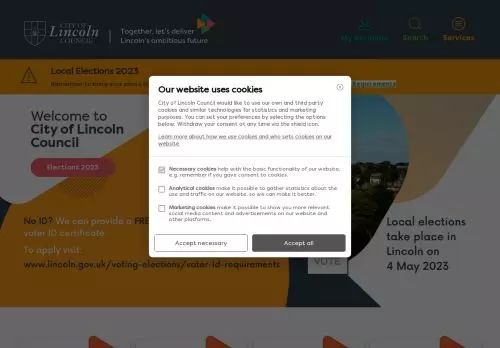 CITY OF
Lincoln
COUNCIL
Together, let's deliver
Lincoln's ambitious future
My Account
Search
Services
Local Elections 2023
Welcome to
City of Lincoln
Council
Elections 2023
No ID? We can provide a FREE
voter ID certificate
To apply visit:
www.lincoln.gov.uk/voting-elections/voter-id-requirements
VOTE
Local elections
take place in
Lincoln on
4 May 2023
Our website uses cookies
City of Lincoln Council would like to use our own and third party
cookies and similar technologies for statistics and marketing
purposes. You can set your preferences by selecting the options
below. Withdraw your consent at any time via the shield icon.
Learn more about how we use cookies and who sets cookies on our
website
Necessary cookies help with the basic functionality of our website,
e.g. remember if you gave consent to cookies.
Analytical cookies make it possible to gather statistics about the
use and traffic on our website, so we can make it better.
Marketing cookies make it possible to show you more relevant
social media content and advertisements on our website and
other platforms.
Accept necessary
Accept all